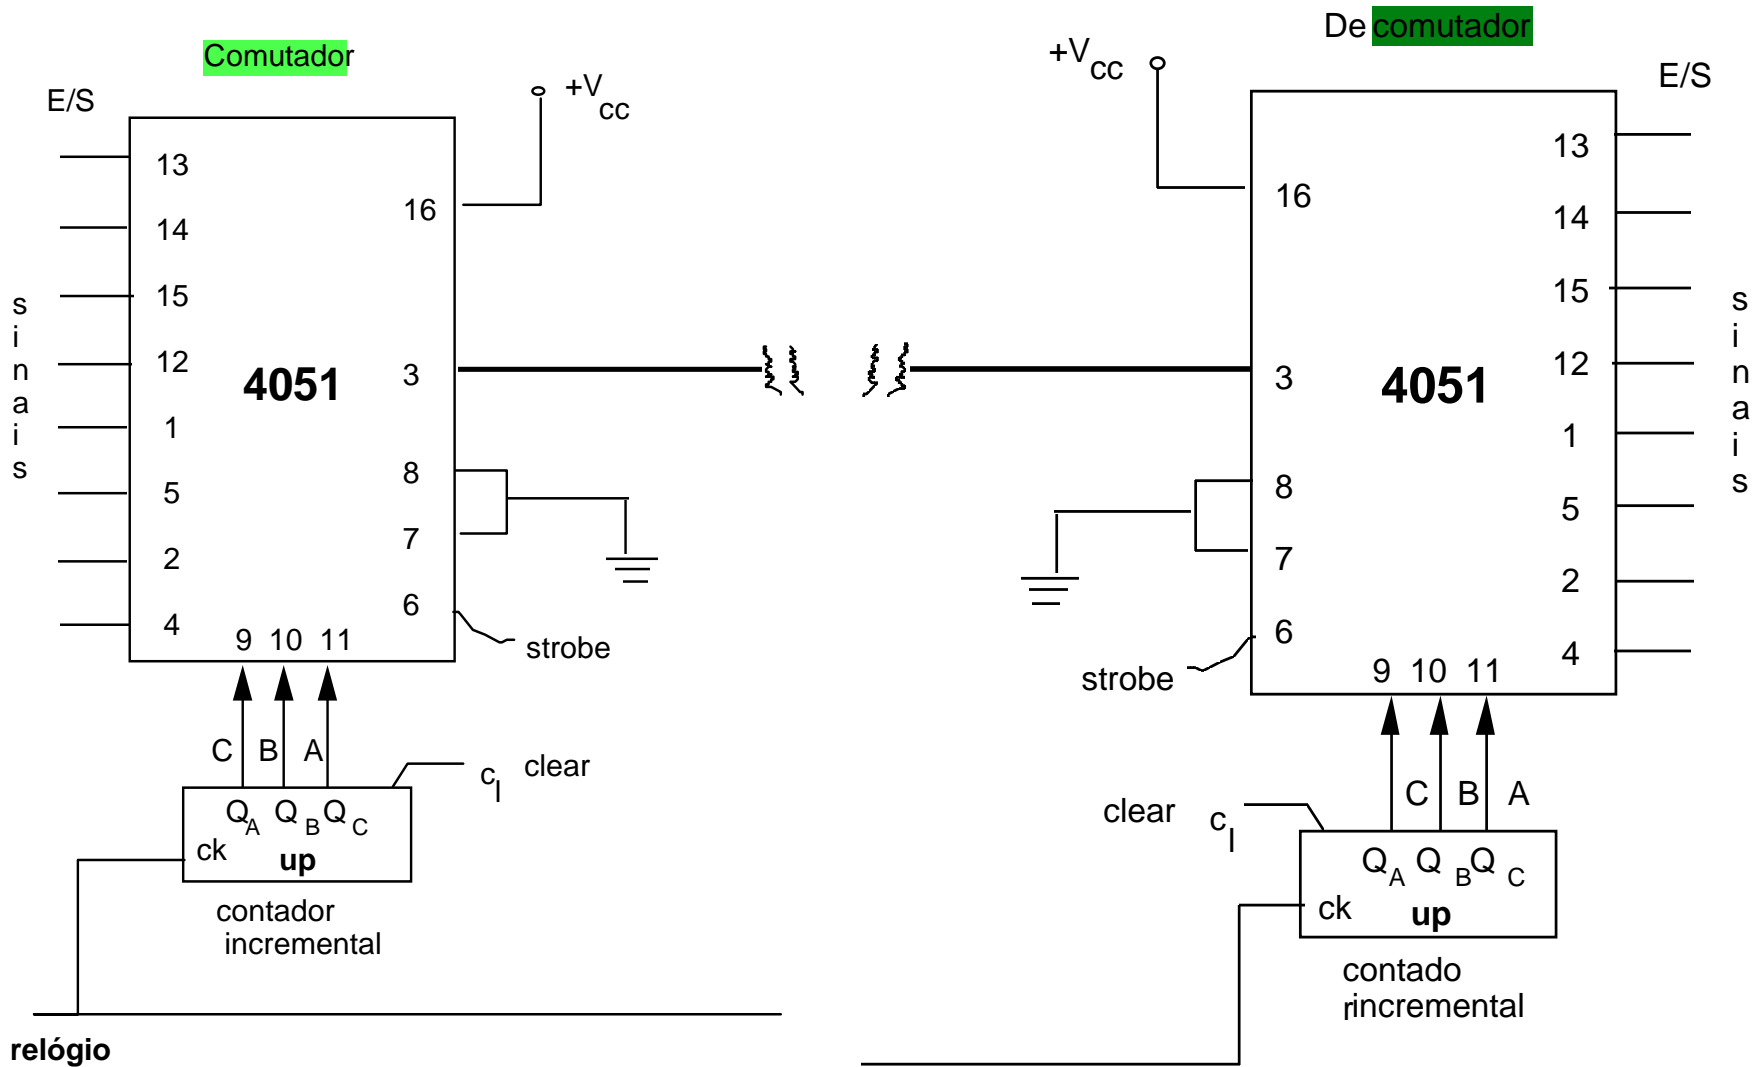 Comutador
E/S
+Vcc
13
14
15
12
1
5
2
4
sinais
4051
16
3
8
7
6
strobe
9 10 11
C B A
cl clear
QA QB QC
ck
up
contador
incremental
relógio
De comutador
+Vcc
E/S
16
3
8
7
6
strobe
4051
13
14
15
12
1
5
2
4
sinais
9 10 11
C B A
clear cl
QA QB QC
ck
up
contado
rincremental